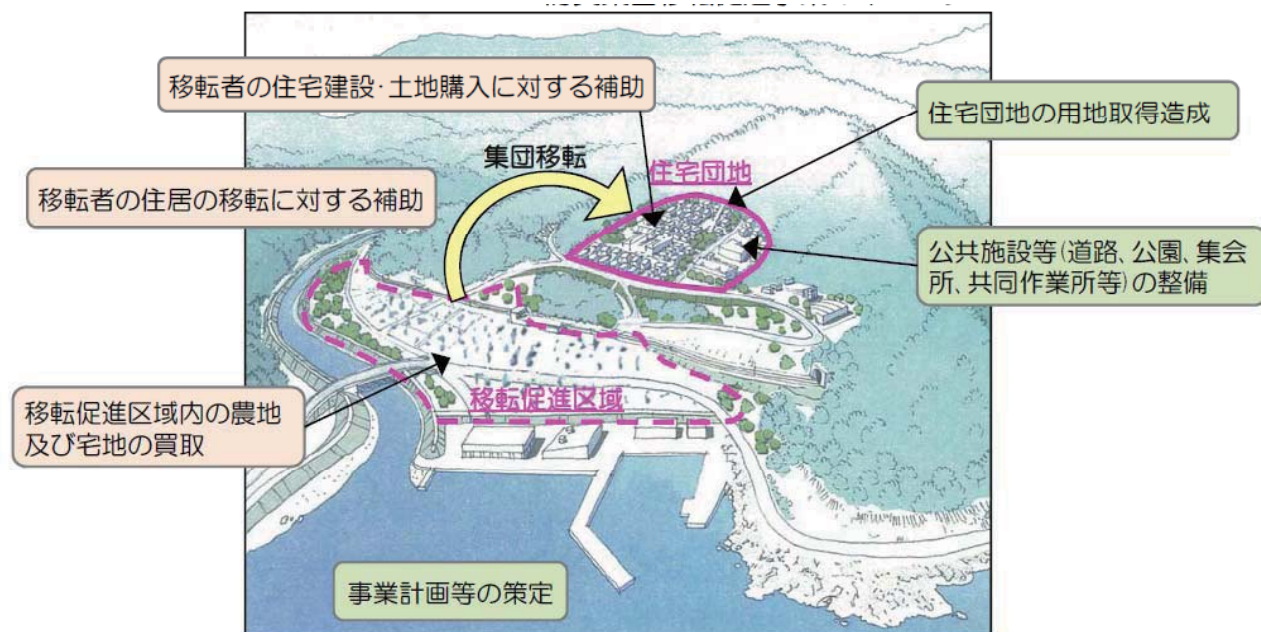 移転者の住宅建設・土地購入に対する補助
住宅団地の用地取得造成
集団移転
住宅団地
移転者の住居の移転に対する補助
公共施設等(道路、公園、集会
所、共同作業所等)の整備
移転促進区域
移転促進区域内の農地
及び宅地の買取
事業計画等の策定